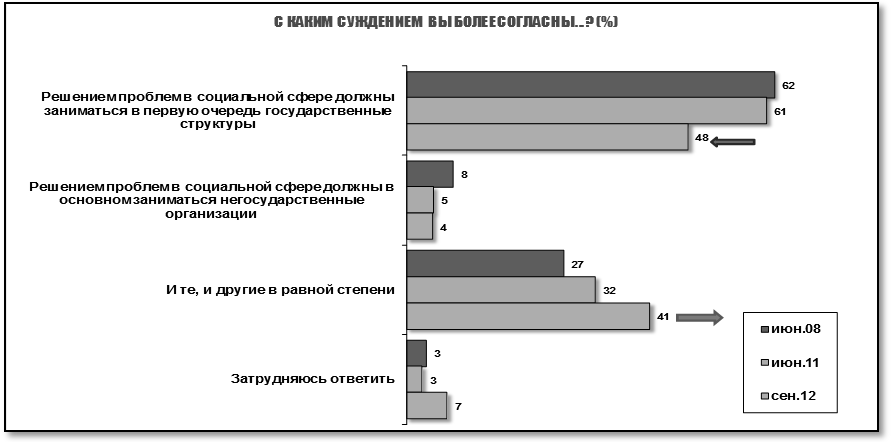 С КАКИМ СУЖДЕНИЕМ ВЫ БОЛЕЕ СОГЛАСНЫ...? (%)
Решением проблем в социальной сфере должны
заниматься в первую очередь государственные
структуры
62
61
48
Решением проблем в социальной сфере должны в
основном заниматься негосударственные
организации
8
5
4
И те, и другие в равной степени
27
32
41
Затрудняюсь ответить
3
3
7
июн.08
июн.11
сен.12